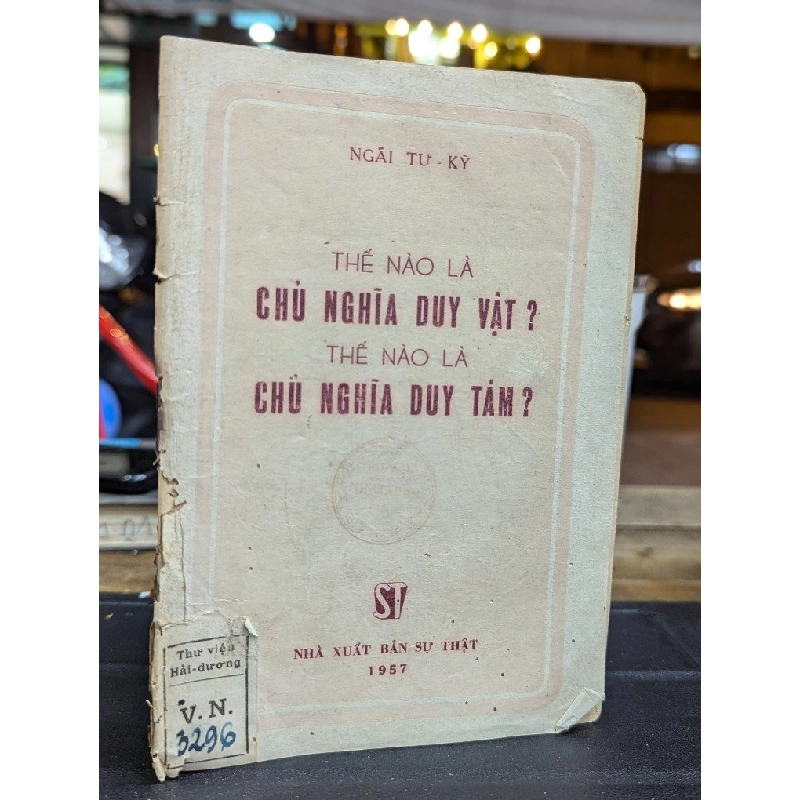 NGÃI TƯ - KỲ
THẾ NÀO LÀ
CHỦ NGHĨA DUY VẬT ?
THẾ NÀO LÀ
CHỦ NGHĨA DUY TÂM ?
ST
NHÀ XUẤT BẢN SỰ THẬT
1957
Thư viện
Hải-dương
V. N.
3296